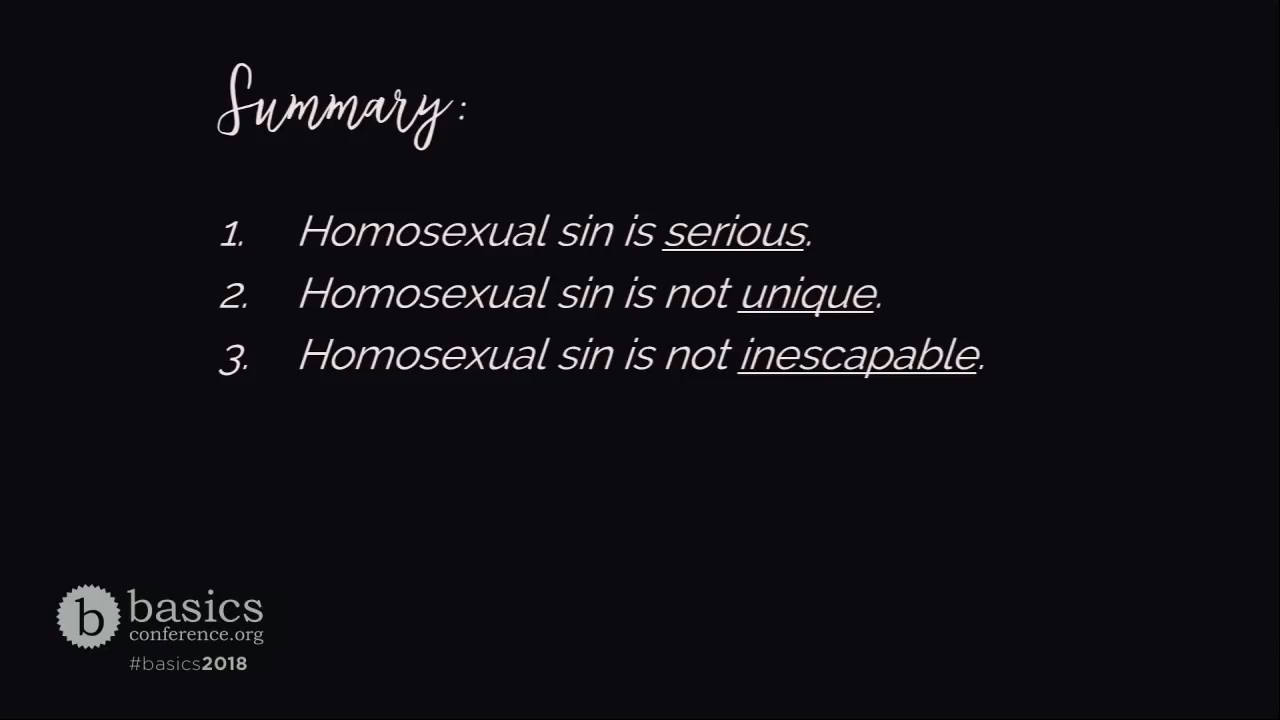 Summary:
1. Homosexual sin is serious.
2. Homosexual sin is not unique.
3. Homosexual sin is not inescapable.
b basics
conference.org
#basics2018